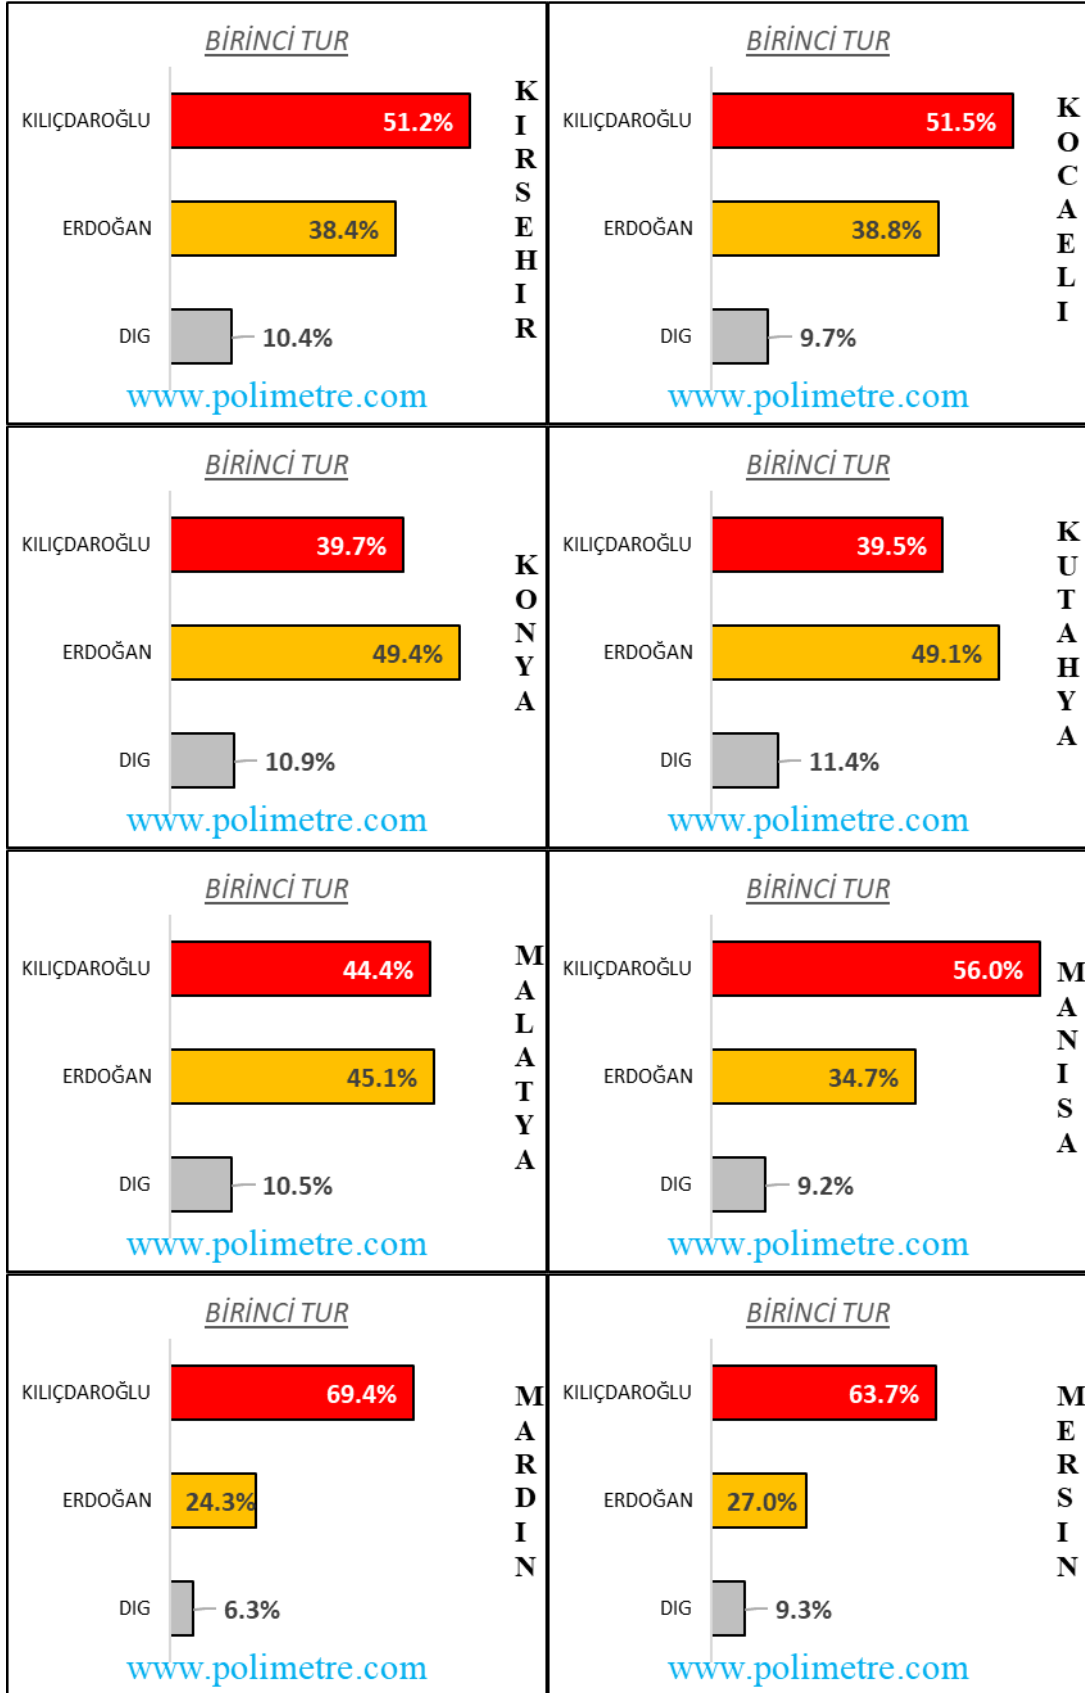 BİRİNCİ TUR
KILIÇDAROĞLU 51.2%
ERDOĞAN 38.4%
DIG 10.4%
www.polimetre.com
KIRSEHIR
BİRİNCİ TUR
KILIÇDAROĞLU 51.5%
ERDOĞAN 38.8%
DIG 9.7%
www.polimetre.com
KOCAELI
BİRİNCİ TUR
KILIÇDAROĞLU 39.7%
ERDOĞAN 49.4%
DIG 10.9%
www.polimetre.com
KONYA
BİRİNCİ TUR
KILIÇDAROĞLU 39.5%
ERDOĞAN 49.1%
DIG 11.4%
www.polimetre.com
KUTAHYA
BİRİNCİ TUR
KILIÇDAROĞLU 44.4%
ERDOĞAN 45.1%
DIG 10.5%
www.polimetre.com
MALATYA
BİRİNCİ TUR
KILIÇDAROĞLU 56.0%
ERDOĞAN 34.7%
DIG 9.2%
www.polimetre.com
MANISA
BİRİNCİ TUR
KILIÇDAROĞLU 69.4%
ERDOĞAN 24.3%
DIG 6.3%
www.polimetre.com
MARDIN
BİRİNCİ TUR
KILIÇDAROĞLU 63.7%
ERDOĞAN 27.0%
DIG 9.3%
www.polimetre.com
MERSIN